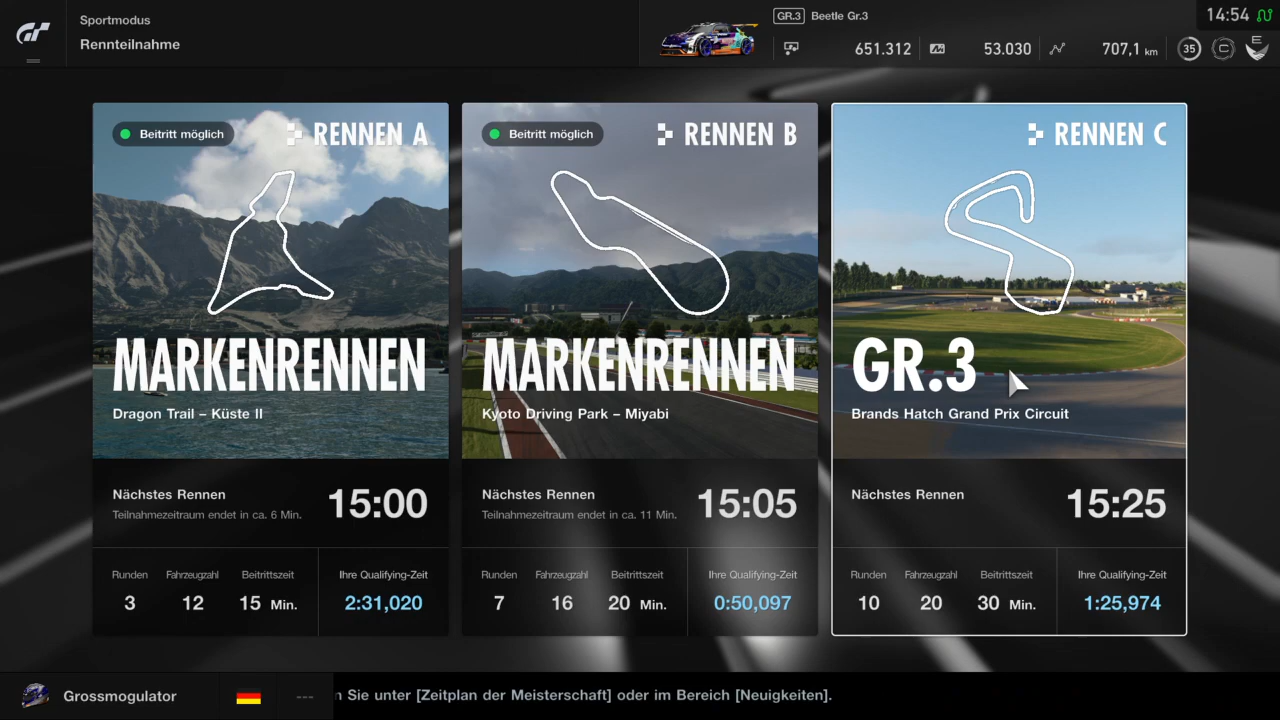 Sportmodus
Rennteilnahme
GR.3 Beetle Gr.3
651.312 53.030 707,1 km 35 C E
14:54
Beitritt möglich RENNEN A
MARKENRENNEN
Dragon Trail – Küste II
Nächstes Rennen
Teilnahmezeitraum endet in ca. 6 Min.
15:00
Runden Fahrzeugzahl Beitrittszeit Ihre Qualifying-Zeit
3 12 15 Min. 2:31,020
Beitritt möglich RENNEN B
MARKENRENNEN
Kyoto Driving Park – Miyabi
Nächstes Rennen
Teilnahmezeitraum endet in ca. 11 Min.
15:05
Runden Fahrzeugzahl Beitrittszeit Ihre Qualifying-Zeit
7 16 20 Min. 0:50,097
RENNEN C
GR.3
Brands Hatch Grand Prix Circuit
Nächstes Rennen
15:25
Runden Fahrzeugzahl Beitrittszeit Ihre Qualifying-Zeit
10 20 30 Min. 1:25,974
Grossmogulator --- n Sie unter [Zeitplan der Meisterschaft] oder im Bereich [Neuigkeiten].